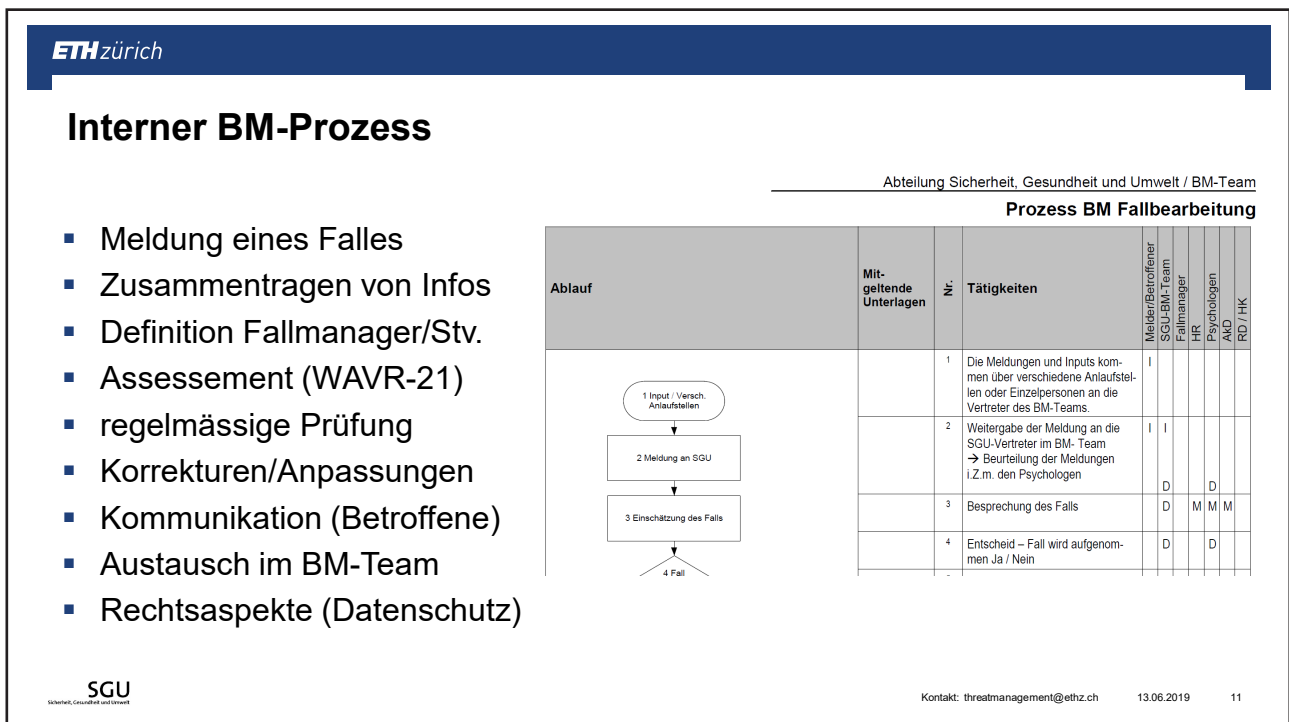 ETH zürich
Interner BM-Prozess
▪ Meldung eines Falles
▪ Zusammentragen von Infos
▪ Definition Fallmanager/Stv.
▪ Assessement (WAVR-21)
▪ regelmässige Prüfung
▪ Korrekturen/Anpassungen
▪ Kommunikation (Betroffene)
▪ Austausch im BM-Team
▪ Rechtsaspekte (Datenschutz)
Abteilung Sicherheit, Gesundheit und Umwelt / BM-Team
Prozess BM Fallbearbeitung
Ablauf
Mit-
geltende
Unterlagen
Nr.
Tätigkeiten
Melder/Betroffener
SGU-BM-Team
Fallmanager
HR
Psychologen
AkD
RD / HK
1 Input / Versch.
Anlaufstellen
2 Meldung an SGU
3 Einschätzung des Falls
4 Fall
1 Die Meldungen und Inputs kom-
men über verschiedene Anlaufstel-
len oder Einzelpersonen an die
Vertreter des BM-Teams.
I
2 Weitergabe der Meldung an die
SGU-Vertreter im BM- Team
→ Beurteilung der Meldungen
i.Z.m. den Psychologen
I I
D D
3 Besprechung des Falls
D M M M
4 Entscheid – Fall wird aufgenom-
men Ja / Nein
D D
SGU
Sicherheit, Gesundheit und Umwelt
Kontakt: threatmanagement@ethz.ch 13.06.2019 11